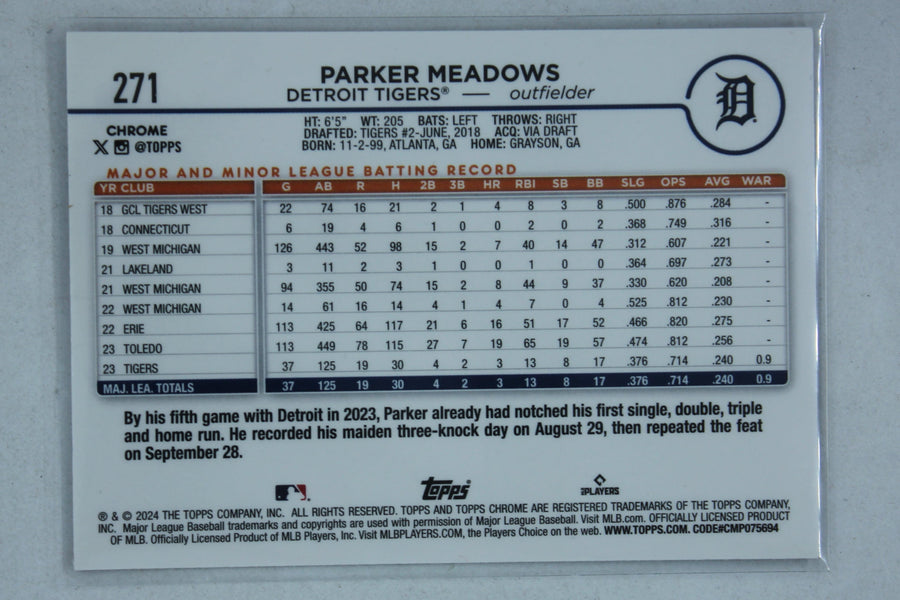 271
PARKER MEADOWS
DETROIT TIGERS® — outfielder
D
CHROME
@TOPPS
HT: 6'5" WT: 205 BATS: LEFT THROWS: RIGHT
DRAFTED: TIGERS #2-JUNE, 2018 ACQ: VIA DRAFT
BORN: 11-2-99, ATLANTA, GA HOME: GRAYSON, GA
MAJOR AND MINOR LEAGUE BATTING RECORD
YR CLUB G AB R H 2B 3B HR RBI SB BB SLG OPS AVG WAR
18 GCL TIGERS WEST 22 74 16 21 2 1 4 8 3 8 .500 .876 .284 -
18 CONNECTICUT 6 19 4 6 1 0 0 2 0 2 .368 .749 .316 -
19 WEST MICHIGAN 126 443 52 98 15 2 7 40 14 47 .312 .607 .221 -
21 LAKELAND 3 11 2 3 1 0 0 1 0 0 .364 .697 .273 -
21 WEST MICHIGAN 94 355 50 74 15 2 8 44 9 37 .330 .620 .208 -
22 WEST MICHIGAN 14 61 16 14 4 1 4 7 0 4 .525 .812 .230 -
22 ERIE 113 425 64 117 21 6 16 51 17 52 .466 .820 .275 -
23 TOLEDO 113 449 78 115 27 7 19 65 19 57 .474 .812 .256 -
23 TIGERS 37 125 19 30 4 2 3 13 8 17 .376 .714 .240 0.9
MAJ. LEA. TOTALS 37 125 19 30 4 2 3 13 8 17 .376 .714 .240 0.9
By his fifth game with Detroit in 2023, Parker already had notched his first single, double, triple
and home run. He recorded his maiden three-knock day on August 29, then repeated the feat
on September 28.
Topps
PLAYERS
® & © 2024 THE TOPPS COMPANY, INC. ALL RIGHTS RESERVED. TOPPS AND TOPPS CHROME ARE REGISTERED TRADEMARKS OF THE TOPPS COMPANY,
INC. Major League Baseball trademarks and copyrights are used with permission of Major League Baseball. Visit MLB.com. OFFICIALLY LICENSED PRODUCT
OF MLB. Officially Licensed Product of MLB Players, Inc. Visit MLBPLAYERS.COM, the Players Choice on the web. WWW.TOPPS.COM. CODE#CMP075694